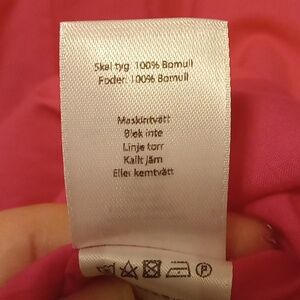 Skal tyg: 100% Bomull
Foder: 100% Bomull
Maskintvätt
Blek inte
Linje torr
Kallt järn
Eller kemtvätt